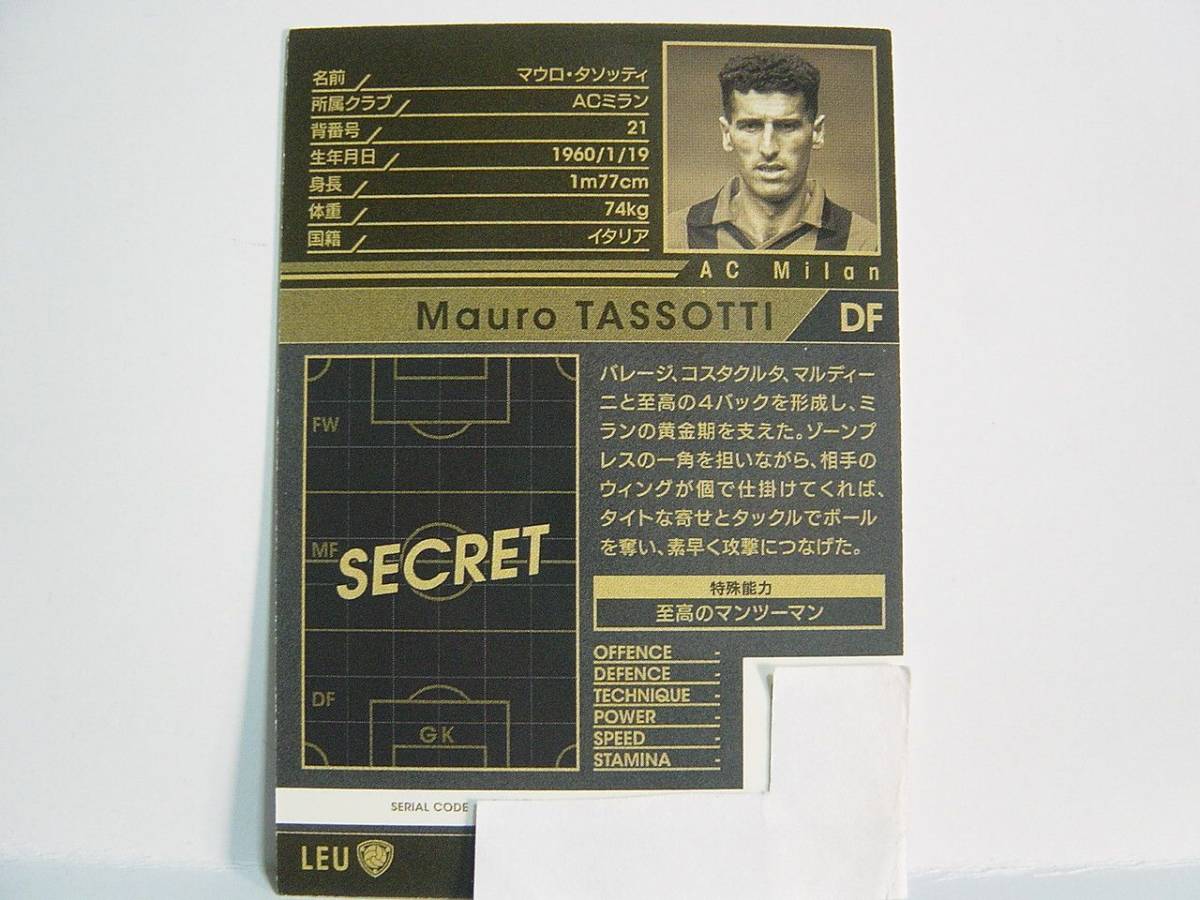 名前 マウロ・タソッティ
所属クラブ ACミラン
背番号 21
生年月日 1960/1/19
身長 1m77cm
体重 74kg
国籍 イタリア
AC Milan
Mauro TASSOTTI DF
FW
MF
SECRET
DF
GK
バレージ、コスタクルタ、マルディー
ニと至高の4バックを形成し、ミ
ランの黄金期を支えた。ゾーンプ
レスの一角を担いながら、相手の
ウィングが個で仕掛けてくれば、
タイトな寄せとタックルでボール
を奪い、素早く攻撃につなげた。
特殊能力
至高のマンツーマン
OFFENCE -
DEFENCE -
TECHNIQUE -
POWER -
SPEED -
STAMINA -
SERIAL CODE
LEU